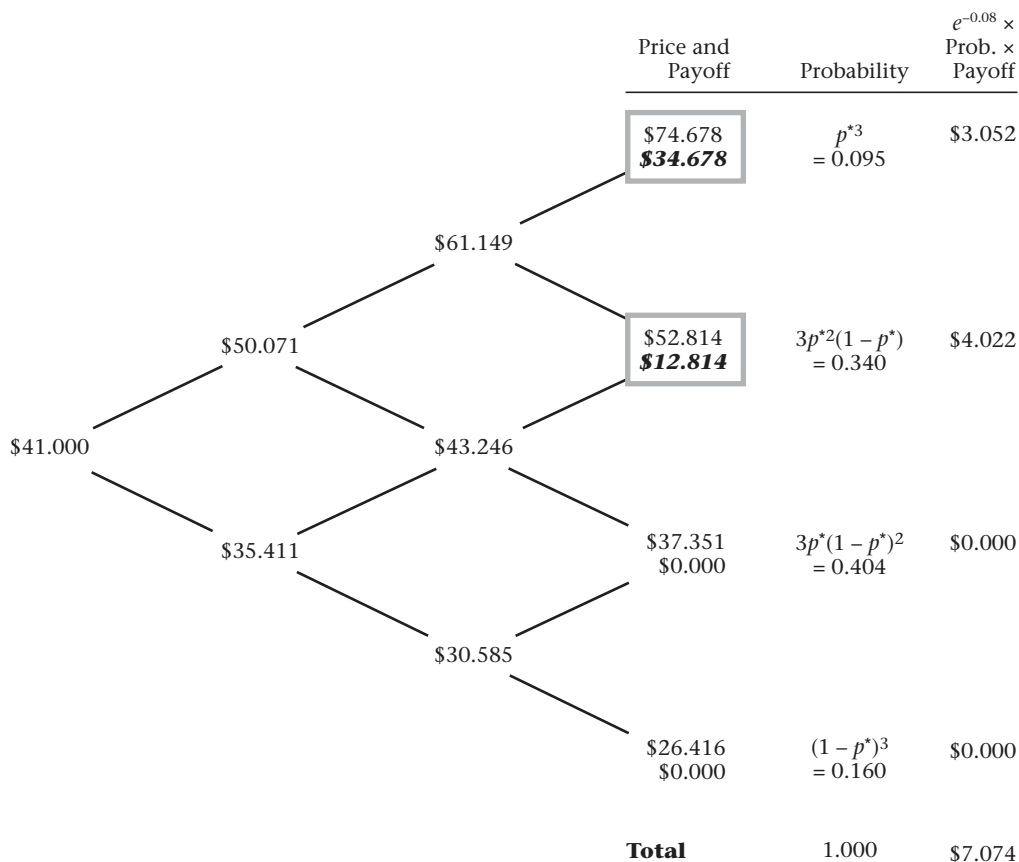 e–0.08 ×
Price and Prob. ×
Payoff Probability Payoff
$74.678 p*3 $3.052
$34.678 = 0.095
$61.149
$52.814 3p*2(1 – p*) $4.022
$12.814 = 0.340
$50.071
$41.000 $43.246
$37.351 3p*(1 – p*)2 $0.000
$0.000 = 0.404
$35.411
$30.585
$26.416 (1 – p*)3 $0.000
$0.000 = 0.160
Total 1.000 $7.074